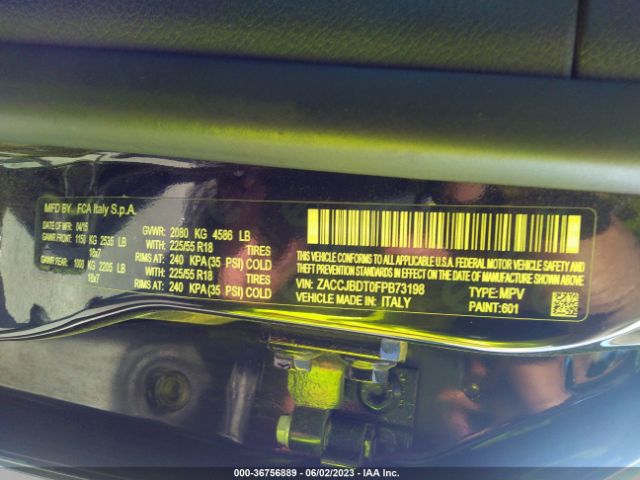 MFD BY FCA Italy S.p.A.
DATE OF MFR 04/15 GVWR: 2080 KG 4586 LB
GAWR FRONT: 1150 KG 2535 LB WITH: 225/55 R18 TIRES
18x7 RIMS AT: 240 KPA (35 PSI) COLD
GAWR REAR: 1000 KG 2205 LB WITH: 225/55 R18 TIRES
18x7 RIMS AT: 240 KPA (35 PSI) COLD
THIS VEHICLE CONFORMS TO ALL APPLICABLE U.S.A. FEDERAL MOTOR VEHICLE SAFETY
AND THEFT PREVENTION STANDARDS IN EFFECT ON THE DATE OF MANUFACTURE SHOWN ABOVE.
VIN: ZACCJBDT0FPB73198 TYPE: MPV
VEHICLE MADE IN: ITALY PAINT: 601
000-36756889 | 06/02/2023 | IAA Inc.